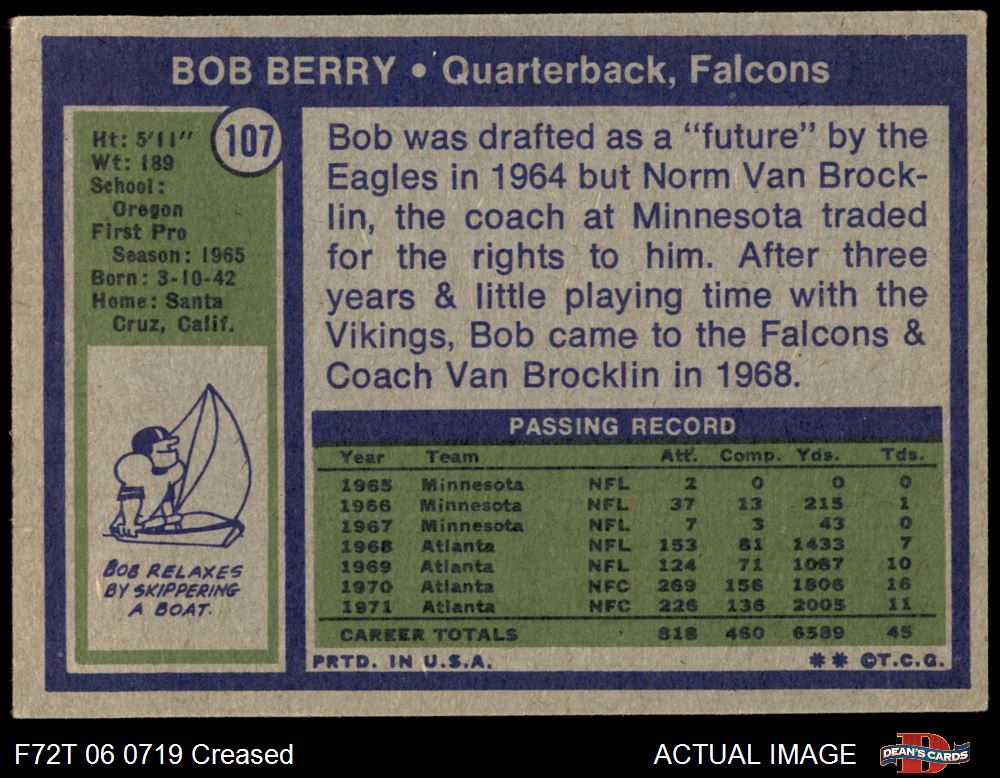 BOB BERRY • Quarterback, Falcons
107
Ht: 5'11"
Wt: 189
School:
Oregon
First Pro
Season: 1965
Born: 3-10-42
Home: Santa
Cruz, Calif.
BOB RELAXES
BY SKIPPERING
A BOAT.
Bob was drafted as a "future" by the
Eagles in 1964 but Norm Van Brock-
lin, the coach at Minnesota traded
for the rights to him. After three
years & little playing time with the
Vikings, Bob came to the Falcons &
Coach Van Brocklin in 1968.
PASSING RECORD
Year Team Att. Comp. Yds. Tds.
1965 Minnesota NFL 2 0 0 0
1966 Minnesota NFL 37 13 215 1
1967 Minnesota NFL 7 3 43 0
1968 Atlanta NFL 153 81 1433 7
1969 Atlanta NFL 124 71 1067 10
1970 Atlanta NFC 269 156 1806 16
1971 Atlanta NFC 226 136 2005 11
CAREER TOTALS 818 460 6589 45
PRTD. IN U.S.A. ** ©T.C.G.
F72T 06 0719 Creased
ACTUAL IMAGE
DEAN'S CARDS